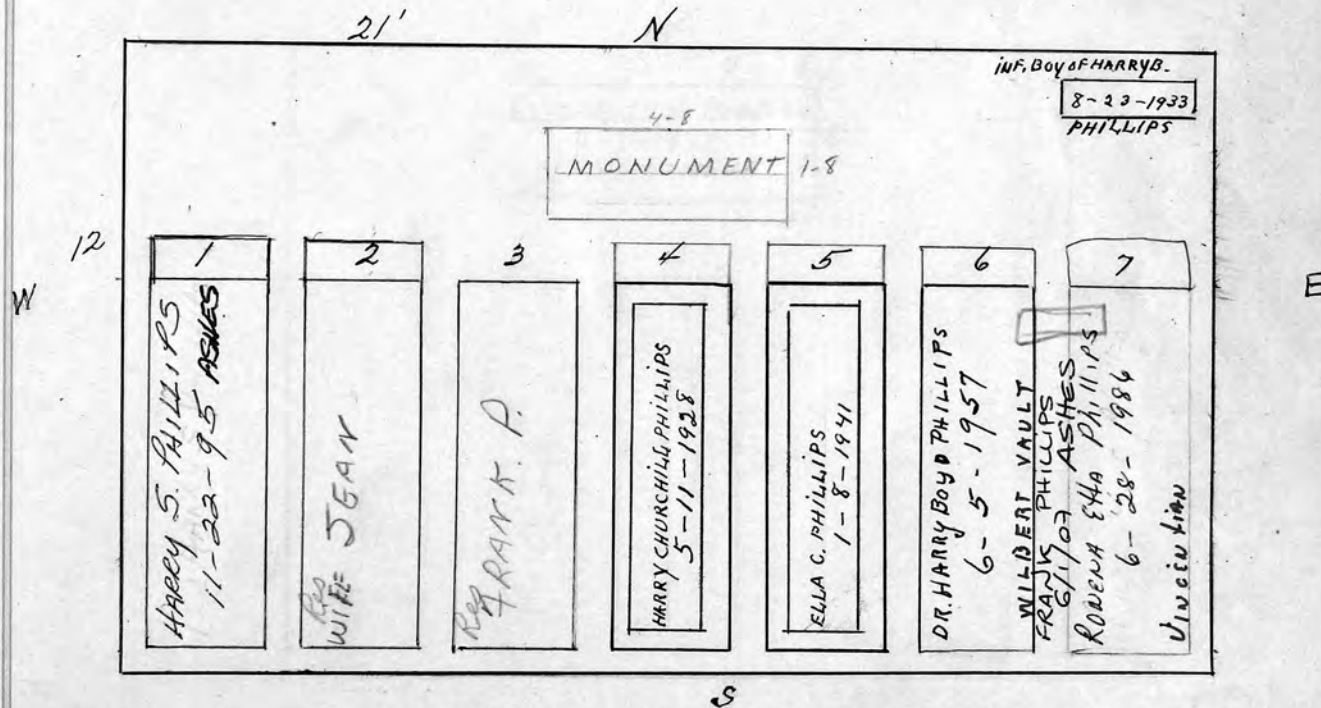 21'
N
INF. BOY OF HARRY B.
8-23-1933
PHILLIPS
4-8
MONUMENT 1-8
12
W
E
1
HARRY S. PHILLIPS
11-22-95 ASHES
2
Res
WIFE JEAN
3
Res
FRANK P.
4
HARRY CHURCHILL PHILLIPS
5-11-1928
5
ELLA C. PHILLIPS
1-8-1941
6
DR. HARRY BOYD PHILLIPS
6-5-1957
WILBERT VAULT
FRANK PHILLIPS
6/1/07 ASHES
7
ROWENA Etta Phillips
6-28-1986
Vincentian
S